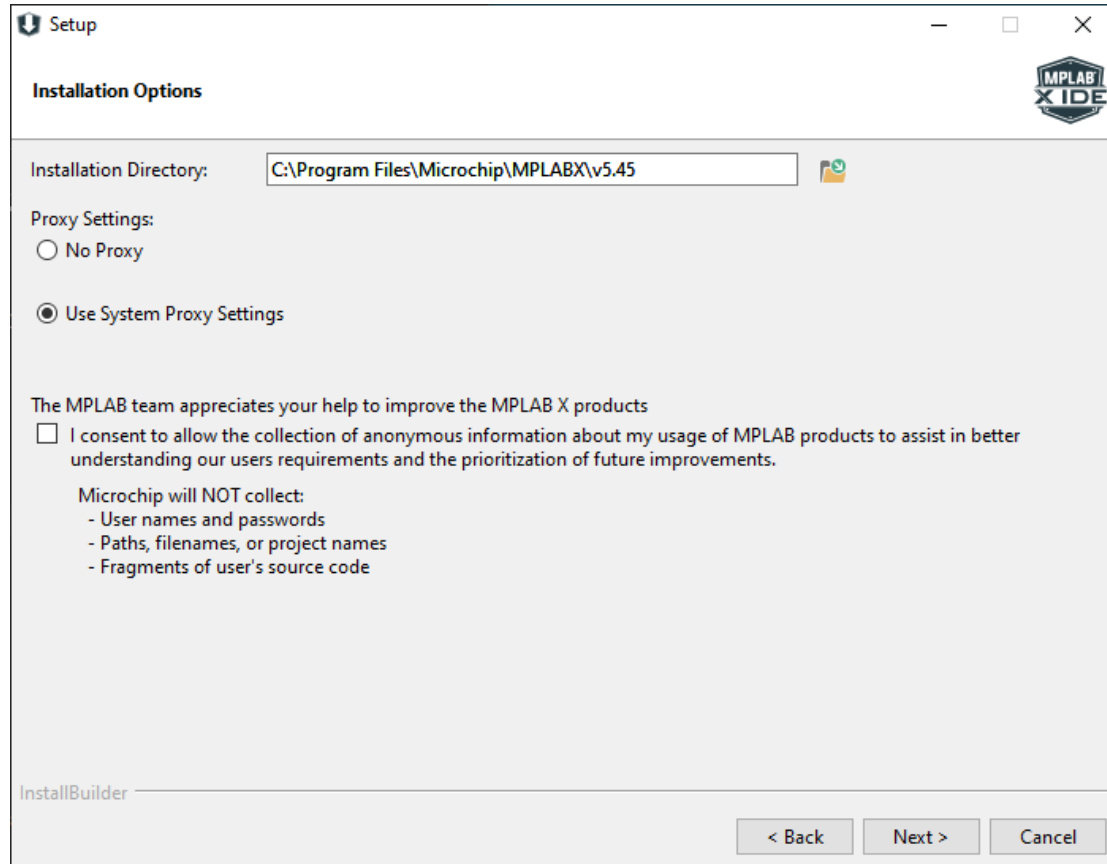 Setup
Installation Options
MPLAB
X IDE
Installation Directory:
C:\Program Files\Microchip\MPLABX\v5.45
Proxy Settings:
No Proxy
Use System Proxy Settings
The MPLAB team appreciates your help to improve the MPLAB X products
I consent to allow the collection of anonymous information about my usage of MPLAB products to assist in better
understanding our users requirements and the prioritization of future improvements.
Microchip will NOT collect:
- User names and passwords
- Paths, filenames, or project names
- Fragments of user's source code
InstallBuilder
< Back Next > Cancel